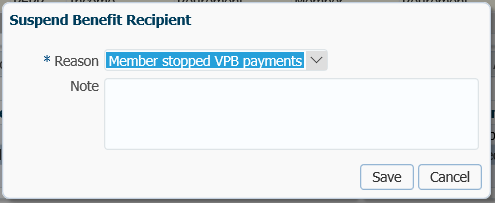 Suspend Benefit Recipient
* Reason Member stopped VPB payments
Note
Save Cancel